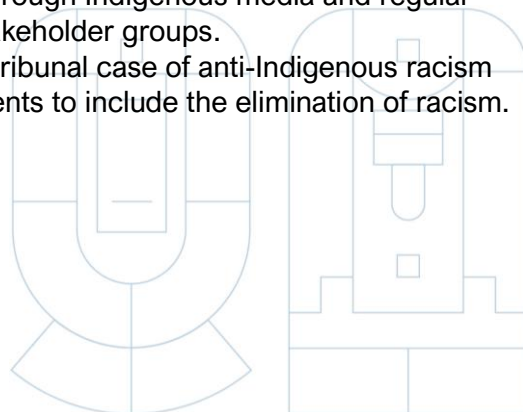 rough Indigenous media and regular
akeholder groups.
ribunal case of anti-Indigenous racism
ents to include the elimination of racism.